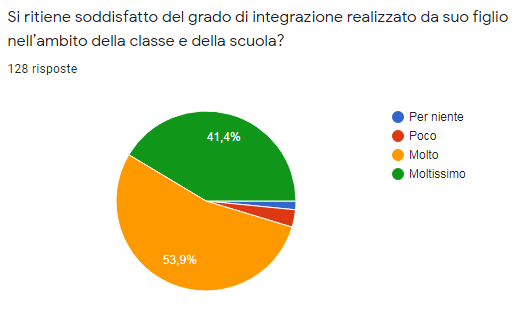 Si ritiene soddisfatto del grado di integrazione realizzato da suo figlio
nell’ambito della classe e della scuola?
128 risposte
41,4%
53,9%
Per niente
Poco
Molto
Moltissimo